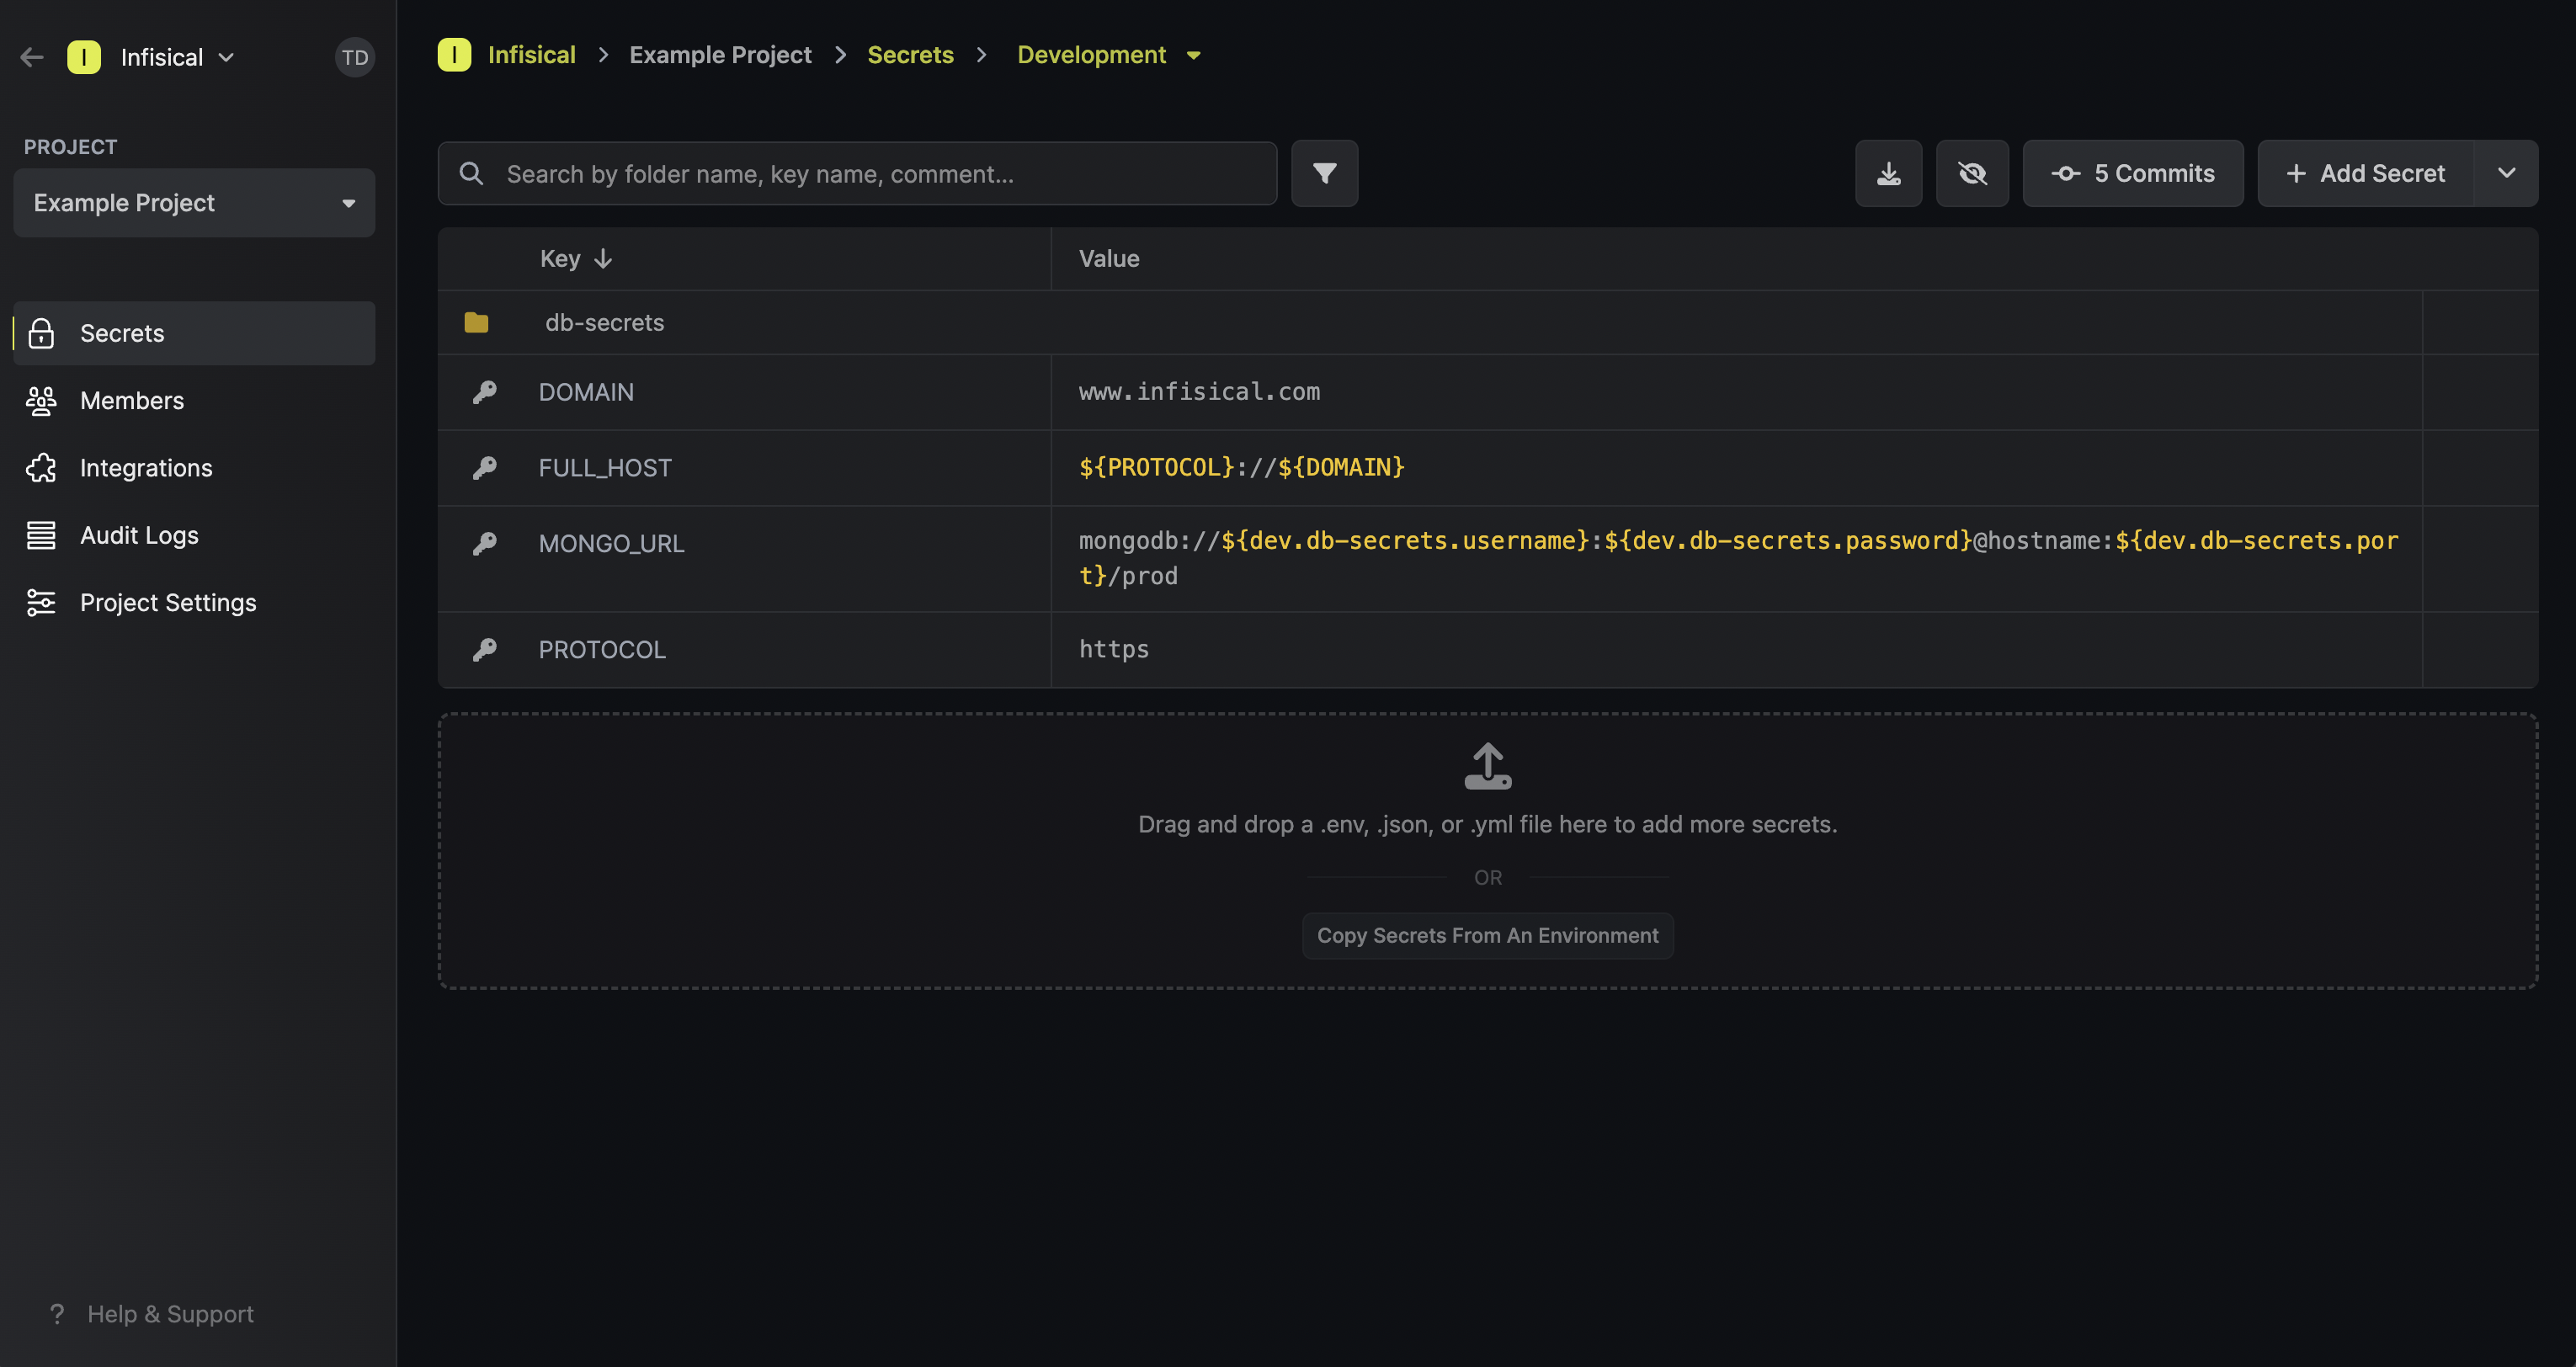 I Infisical
TD
PROJECT
Example Project
Secrets
Members
Integrations
Audit Logs
Project Settings
? Help & Support
I Infisical > Example Project > Secrets > Development
Search by folder name, key name, comment...
5 Commits
+ Add Secret
Key ↓ Value
db-secrets
DOMAIN www.infisical.com
FULL_HOST ${PROTOCOL}://${DOMAIN}
MONGO_URL mongodb://${dev.db-secrets.username}:${dev.db-secrets.password}@hostname:${dev.db-secrets.por
t}/prod
PROTOCOL https
Drag and drop a .env, .json, or .yml file here to add more secrets.
OR
Copy Secrets From An Environment